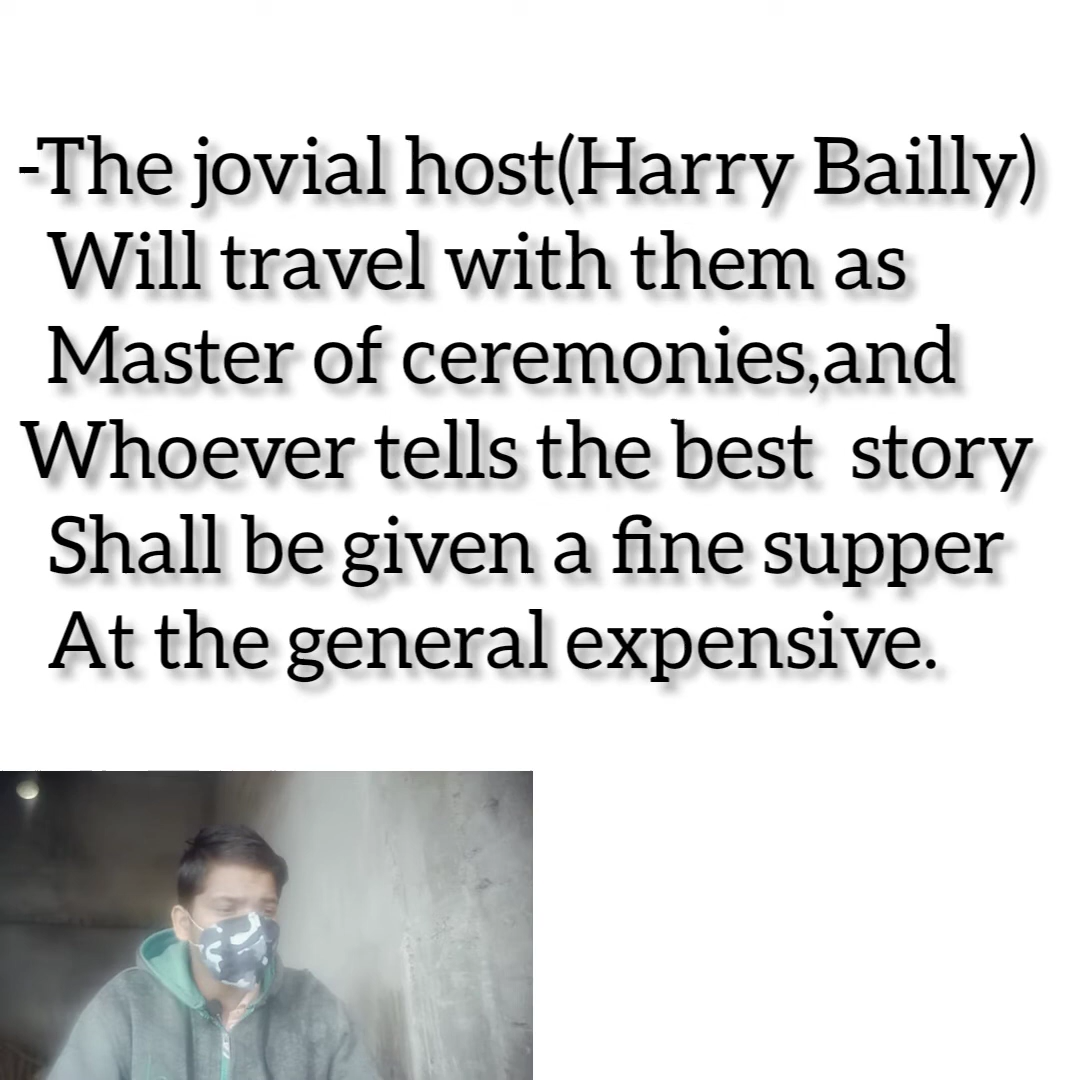 -The jovial host(Harry Bailly)
Will travel with them as
Master of ceremonies,and
Whoever tells the best  story
Shall be given a fine supper
At the general expensive.